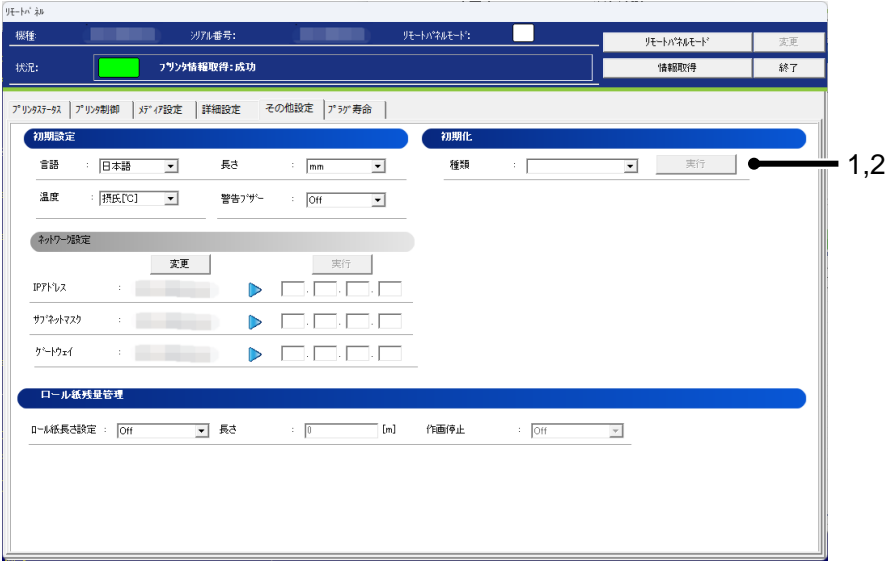 リモートパネル
機種: シリアル番号: リモートパネルモード:
リモートパネルモード 変更
状況: プリンタ情報取得:成功
情報取得 終了
プリンタステータス プリンタ制御 メディア設定 詳細設定 その他設定 プラグ寿命
初期設定 初期化
言語 : 日本語 長さ : mm 種類 : 実行 1,2
温度 : 摂氏[℃] 警告ブザー : Off
ネットワーク設定
変更 実行
IPアドレス : . . .
サブネットマスク : . . .
ゲートウェイ : . . .
ロール紙残量管理
ロール紙長さ設定 : Off 長さ : 0 [m] 作画停止 : Off